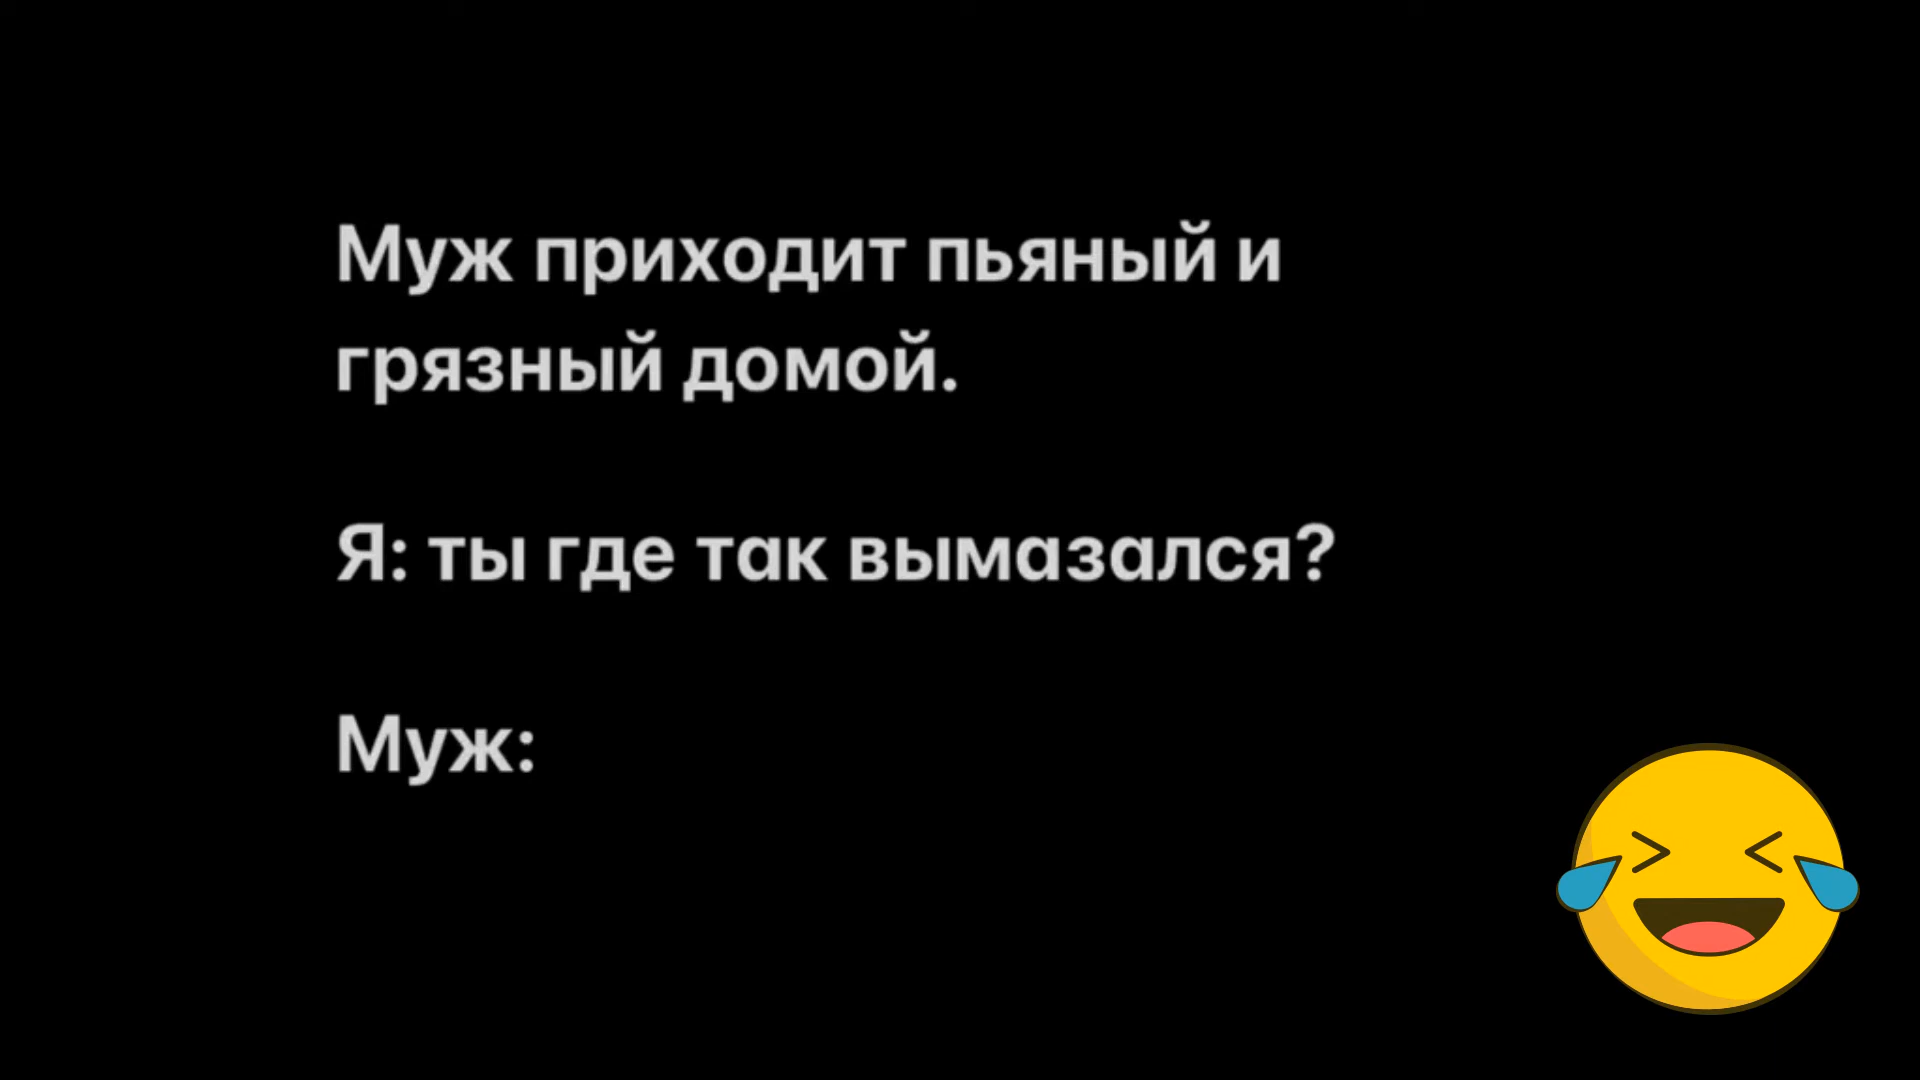 Муж приходит пьяный и
грязный домой.
Я: ты где так вымазался?
Муж: